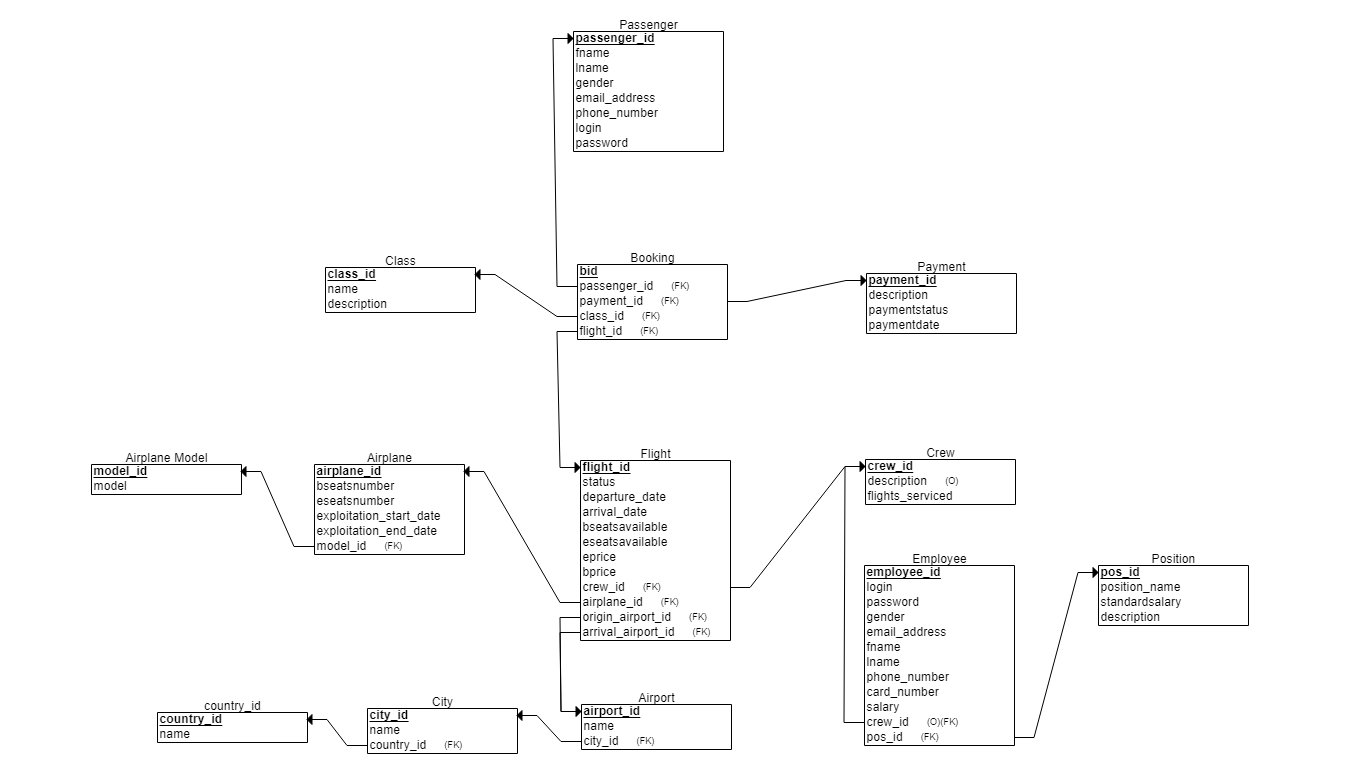 Passenger
passenger_id
fname
lname
gender
email_address
phone_number
login
password
Class
class_id
name
description
Booking
bid
passenger_id (FK)
payment_id (FK)
class_id (FK)
flight_id (FK)
Payment
payment_id
description
paymentstatus
paymentdate
Airplane Model
model_id
model
Airplane
airplane_id
bseatsnumber
eseatsnumber
exploitation_start_date
exploitation_end_date
model_id (FK)
Flight
flight_id
status
departure_date
arrival_date
bseatsavailable
eseatsavailable
eprice
bprice
crew_id (FK)
airplane_id (FK)
origin_airport_id (FK)
arrival_airport_id (FK)
Crew
crew_id
description (O)
flights_serviced
Employee
employee_id
login
password
gender
email_address
fname
lname
phone_number
card_number
salary
crew_id (O)(FK)
pos_id (FK)
Position
pos_id
position_name
standardsalary
description
country_id
country_id
name
City
city_id
name
country_id (FK)
Airport
airport_id
name
city_id (FK)